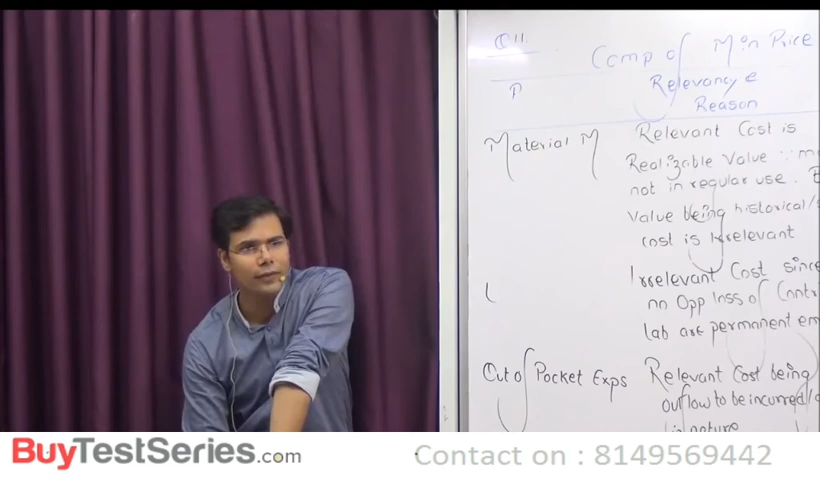 Q11.
Comp of Min Price
P
Relevancy &
Reason
Material M
Relevant Cost is
Realizable Value ∵
not in regular use.
Value being historical/
cost is Irrelevant
L
Irrelevant Cost since
no Opp loss of Contr
lab are permanent em
Out of Pocket Exps
Relevant Cost being
outflow to be incurred/
in nature
BuyTestSeries.com
Contact on : 8149569442